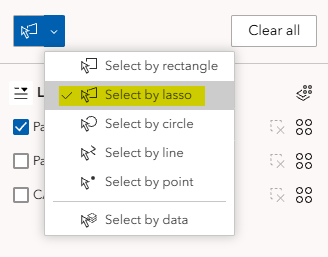 Clear all
Select by rectangle
Select by lasso
Select by circle
Select by line
Select by point
Select by data